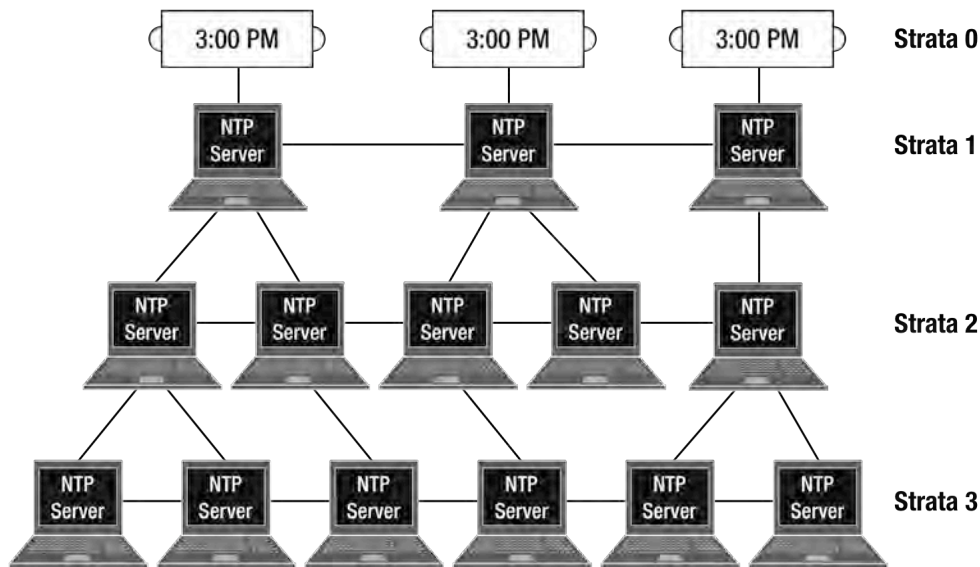 3:00 PM
3:00 PM
3:00 PM
Strata 0
NTP
Server
NTP
Server
NTP
Server
Strata 1
NTP
Server
NTP
Server
NTP
Server
NTP
Server
NTP
Server
Strata 2
NTP
Server
NTP
Server
NTP
Server
NTP
Server
NTP
Server
NTP
Server
Strata 3